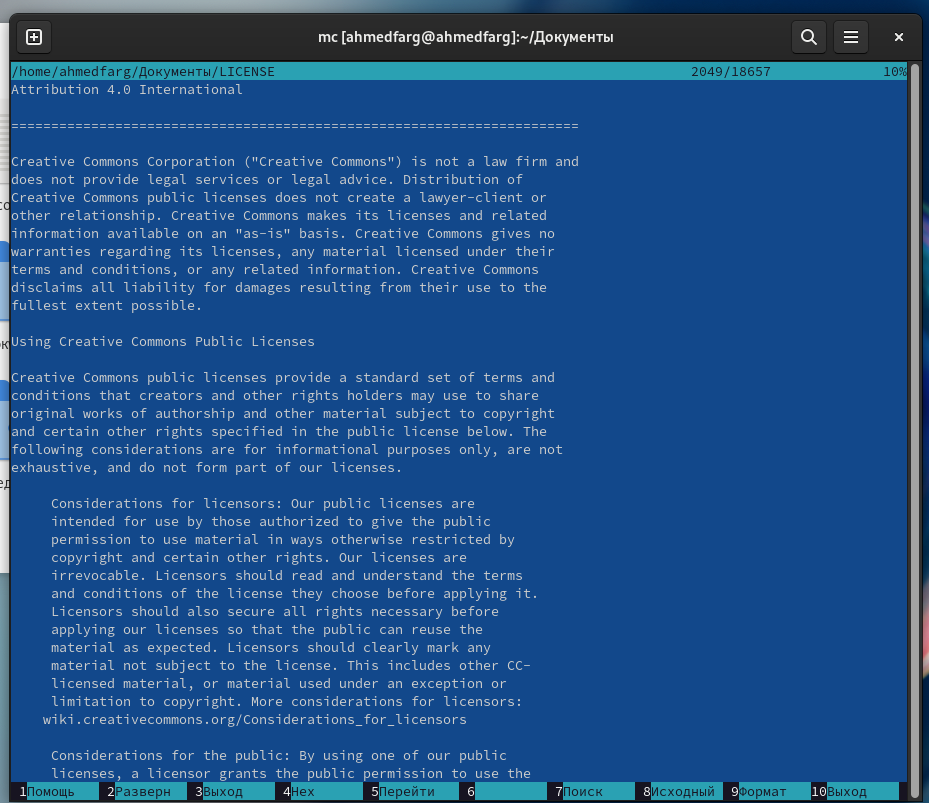 mc [ahmedfarg@ahmedfarg]:~/Документы
/home/ahmedfarg/Документы/LICENSE 2049/18657 10%
Attribution 4.0 International
=======================================================================
Creative Commons Corporation ("Creative Commons") is not a law firm and
does not provide legal services or legal advice. Distribution of
Creative Commons public licenses does not create a lawyer-client or
other relationship. Creative Commons makes its licenses and related
information available on an "as-is" basis. Creative Commons gives no
warranties regarding its licenses, any material licensed under their
terms and conditions, or any related information. Creative Commons
disclaims all liability for damages resulting from their use to the
fullest extent possible.
Using Creative Commons Public Licenses
Creative Commons public licenses provide a standard set of terms and
conditions that creators and other rights holders may use to share
original works of authorship and other material subject to copyright
and certain other rights specified in the public license below. The
following considerations are for informational purposes only, are not
exhaustive, and do not form part of our licenses.
Considerations for licensors: Our public licenses are
intended for use by those authorized to give the public
permission to use material in ways otherwise restricted by
copyright and certain other rights. Our licenses are
irrevocable. Licensors should read and understand the terms
and conditions of the license they choose before applying it.
Licensors should also secure all rights necessary before
applying our licenses so that the public can reuse the
material as expected. Licensors should clearly mark any
material not subject to the license. This includes other CC-
licensed material, or material used under an exception or
limitation to copyright. More considerations for licensors:
wiki.creativecommons.org/Considerations_for_licensors
Considerations for the public: By using one of our public
licenses, a licensor grants the public permission to use the
1Помощь 2Разверн 3Выход 4Hex 5Перейти 6 7Поиск 8Исходный 9Формат 10Выход